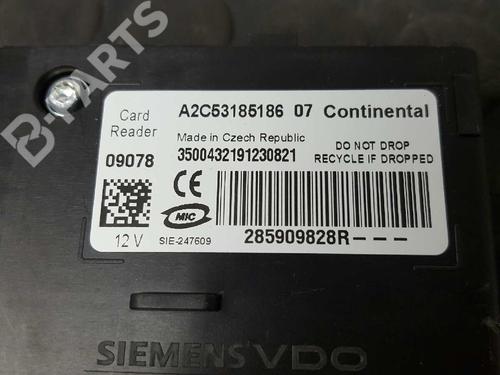 B-PARTS
Card Reader
A2C53185186 07 Continental
09078
Made in Czech Republic
3500432191230821
DO NOT DROP
RECYCLE IF DROPPED
CE
MIC
12 V
SIE-247609
285909828R---
SIEMENS VDO